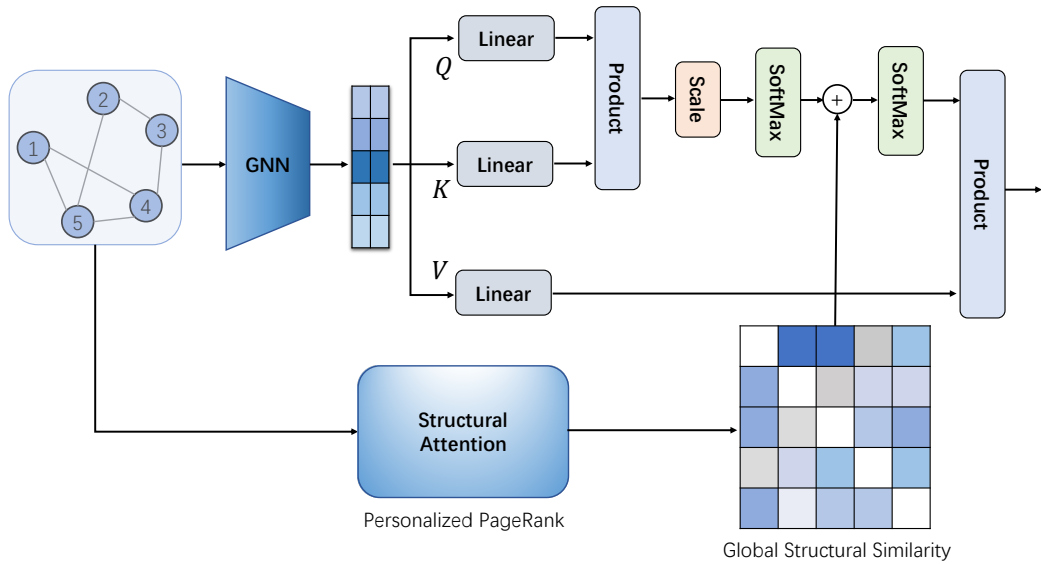 1
2
3
4
5
GNN
Q
K
V
Linear
Linear
Linear
Product
Scale
SoftMax
+
SoftMax
Product
Structural
Attention
Personalized PageRank
Global Structural Similarity